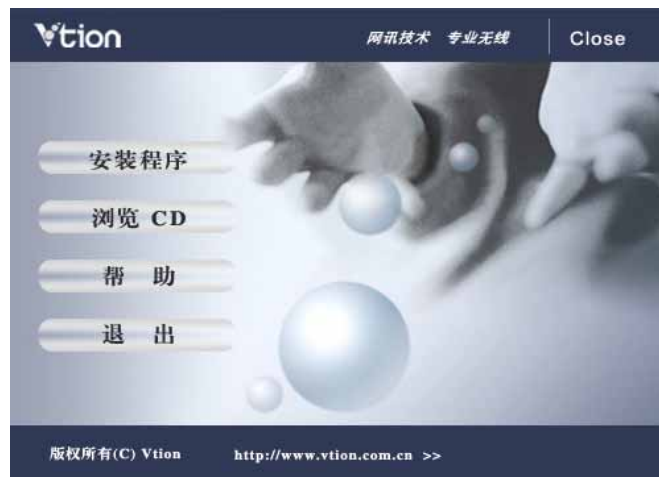 Vtion
网讯技术 专业无线
Close
安装程序
浏览 CD
帮 助
退 出
版权所有(C) Vtion http://www.vtion.com.cn >>